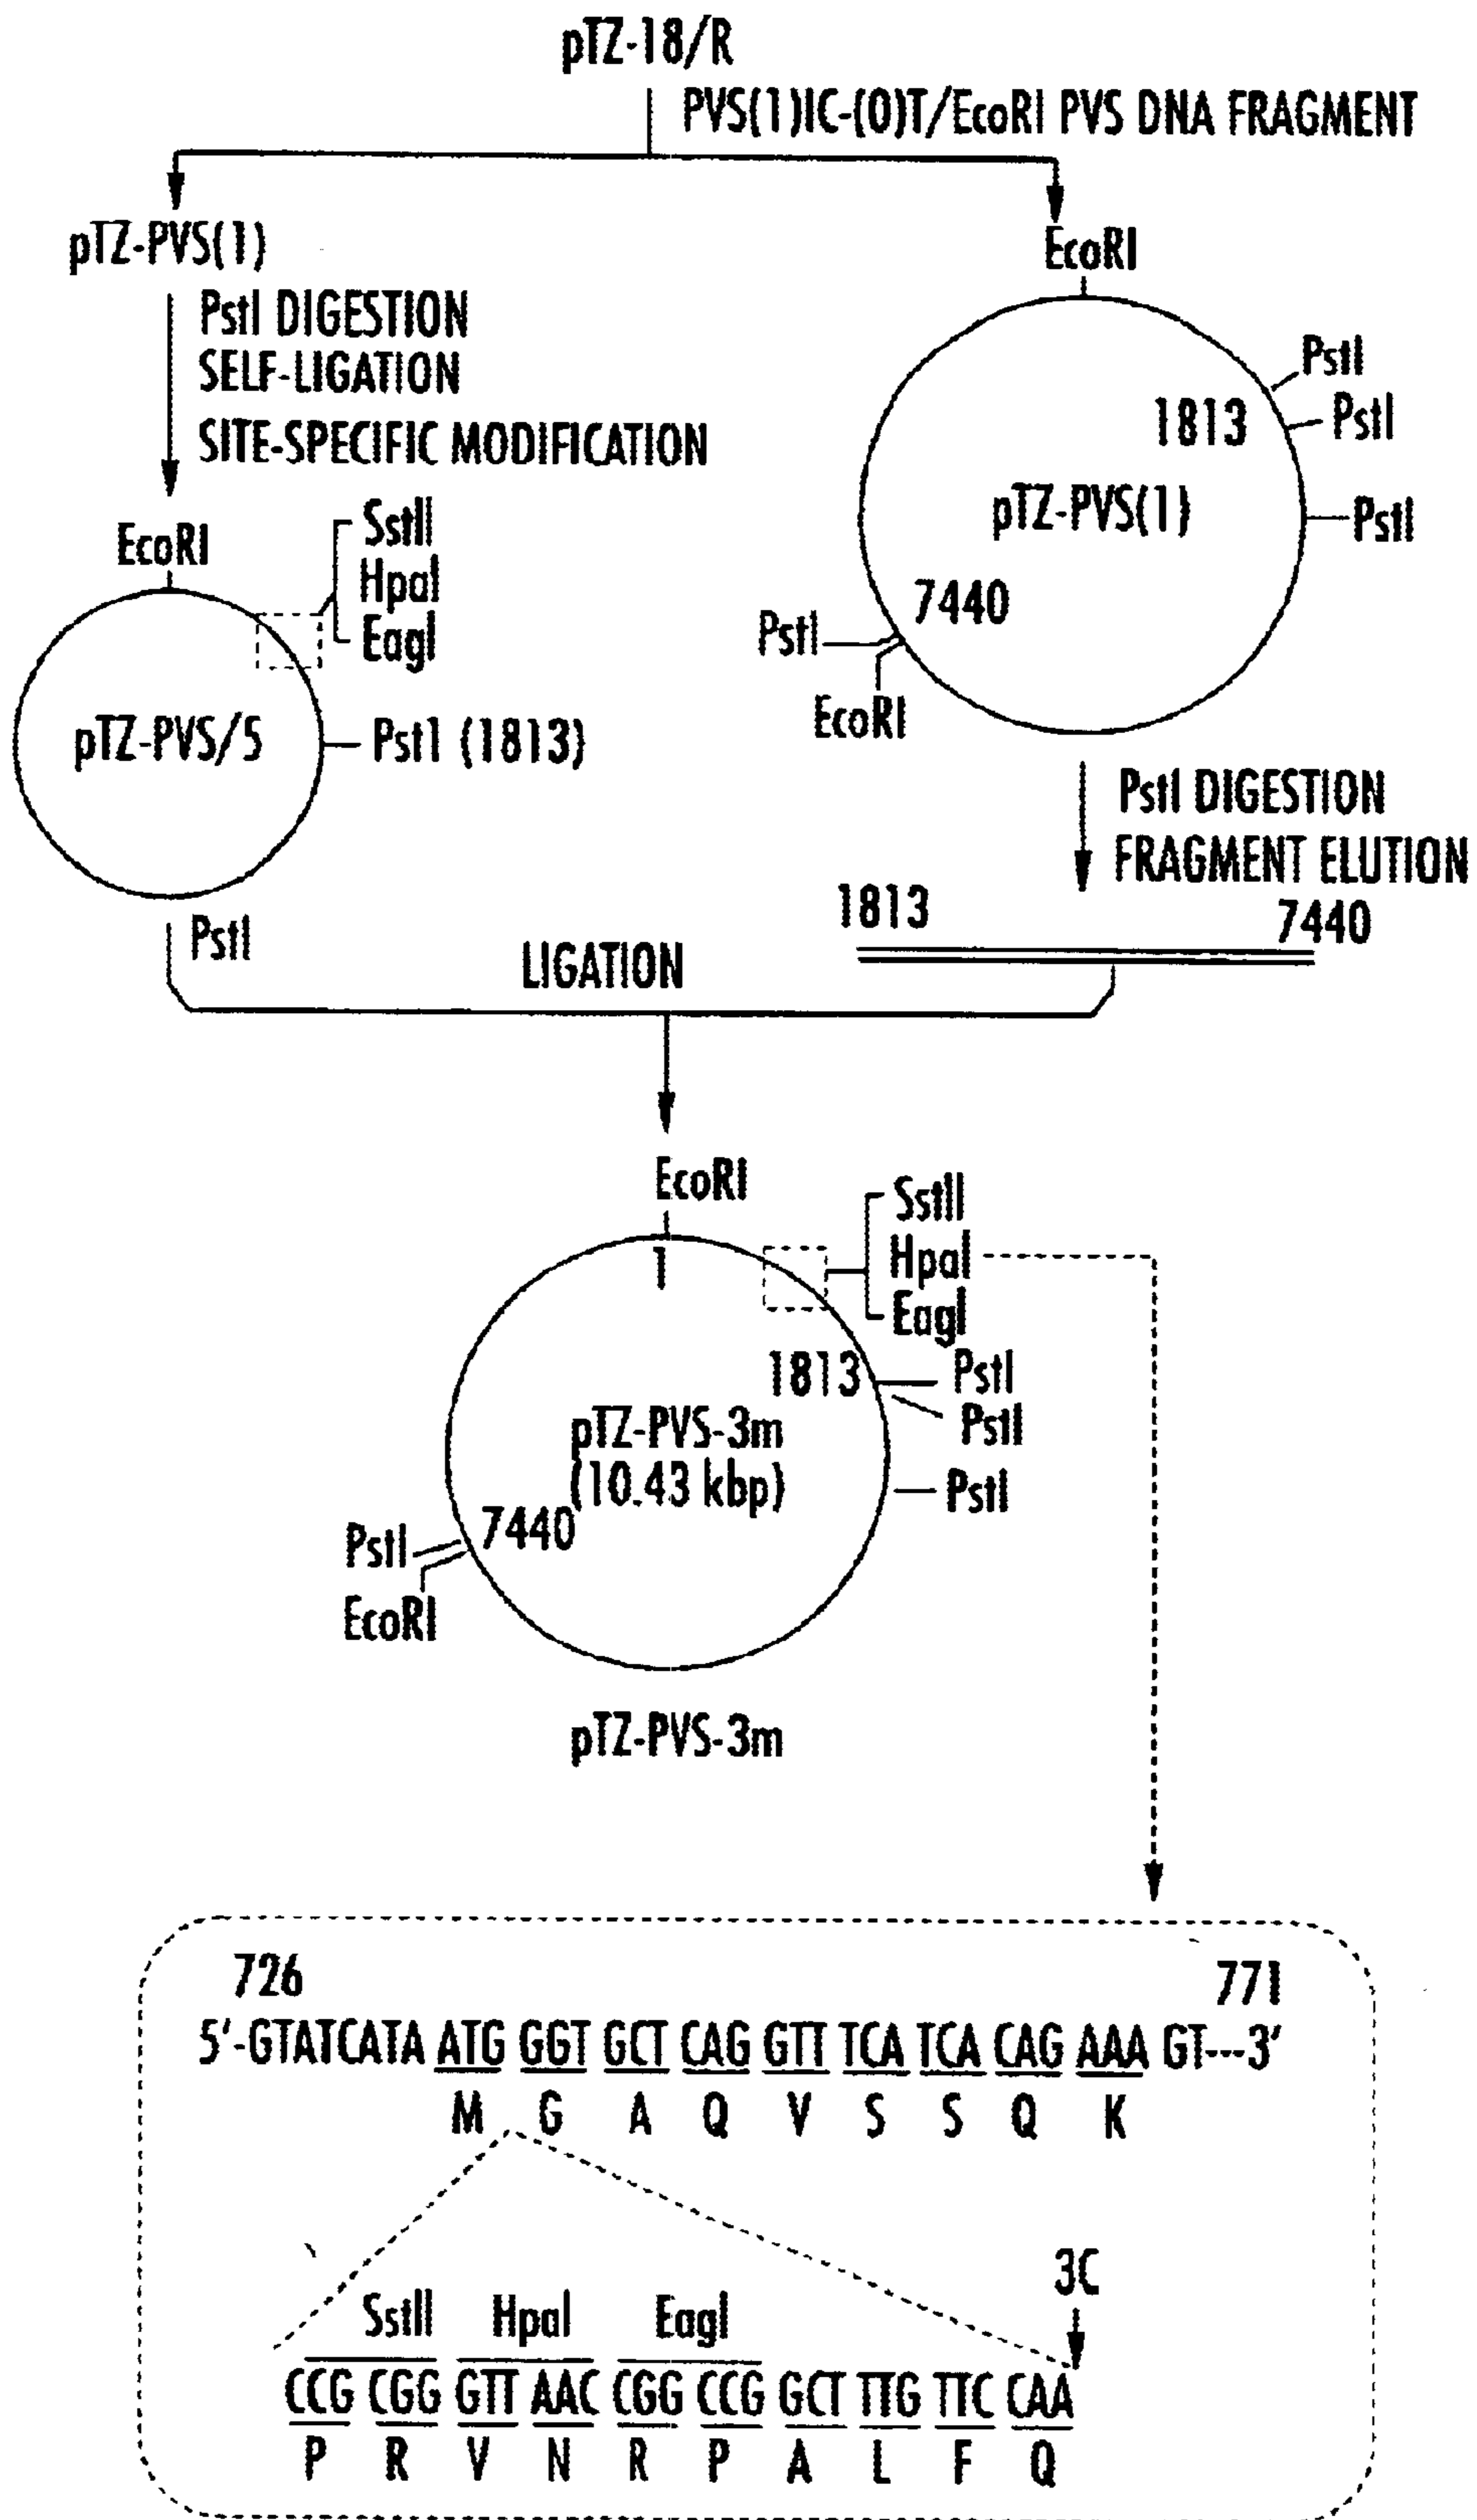 pTZ-18/R
PVS(1)IC-(0)T/EcoRI PVS DNA FRAGMENT
pTZ-PVS(1)
PstI DIGESTION
SELF-LIGATION
SITE-SPECIFIC MODIFICATION
EcoRI
SstII
HpaI
EagI
pTZ-PVS/5
Pst1 (1813)
PstI
EcoRI
PstI
PstI
1813
pTZ-PVS(1)
PstI
7440
PstI
EcoRI
PstI DIGESTION
FRAGMENT ELUTION
1813
7440
LIGATION
EcoRI
1
SstII
HpaI
EagI
1813
PstI
PstI
pTZ-PVS-3m
(10.43 kbp)
PstI
7440
PstI
EcoRI
pTZ-PVS-3m
726
771
5'-GTATCATA ATG GGT GCT CAG GTT TCA TCA CAG AAA GT---3'
M G A Q V S S Q K
3C
SstII HpaI EagI
CCG CGG GTT AAC CGG CCG GCT TTG TTC CAA
P R V N R P A L F Q